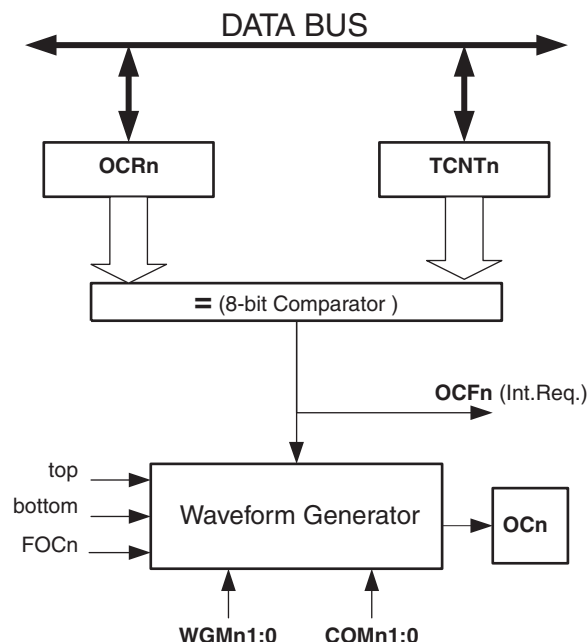 DATA BUS
OCRn
TCNTn
= (8-bit Comparator )
OCFn (Int.Req.)
top
bottom
FOCn
Waveform Generator
OCn
WGMn1:0
COMn1:0